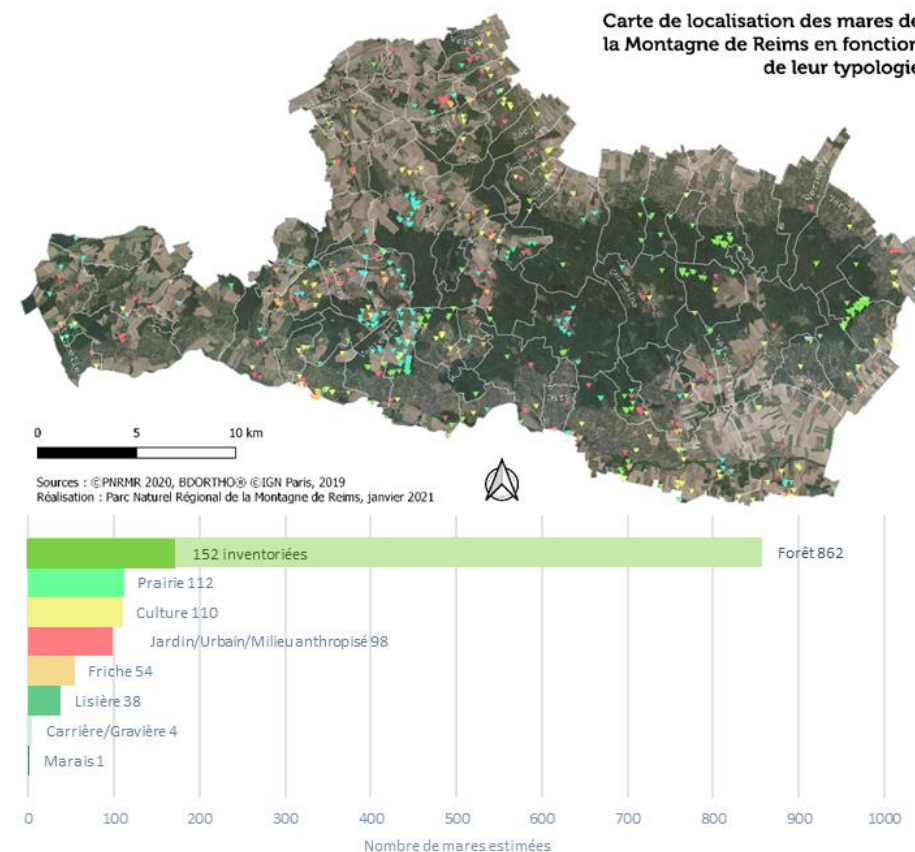 Carte de localisation des mares de
la Montagne de Reims en fonction
de leur typologie
0 5 10 km
Sources : ©PNRMR 2020, BDORTHO® ©IGN Paris, 2019
Réalisation : Parc Naturel Régional de la Montagne de Reims, janvier 2021
152 inventoriées
Forêt 862
Prairie 112
Culture 110
Jardin/Urbain/Milieu anthropisé 98
Friche 54
Lisière 38
Carrière/Gravière 4
Marais 1
0 100 200 300 400 500 600 700 800 900 1000
Nombre de mares estimées